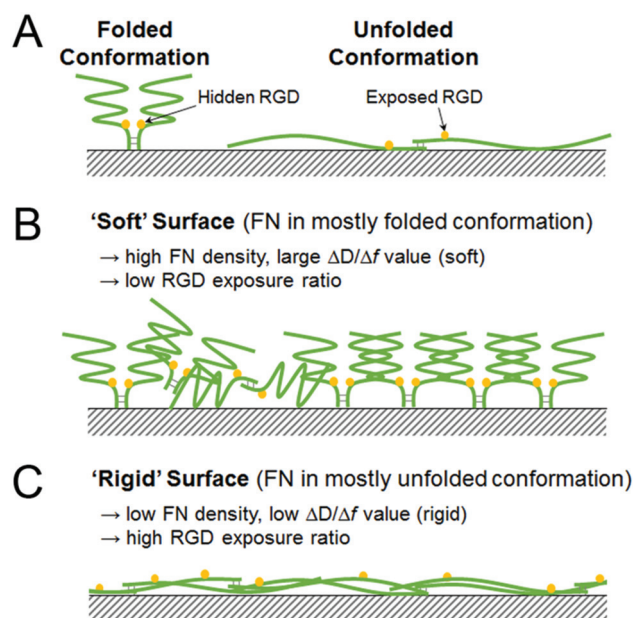 A
Folded
Conformation
Unfolded
Conformation
Hidden RGD
Exposed RGD
B
'Soft' Surface (FN in mostly folded conformation)
→ high FN density, large ΔD/Δf value (soft)
→ low RGD exposure ratio
C
'Rigid' Surface (FN in mostly unfolded conformation)
→ low FN density, low ΔD/Δf value (rigid)
→ high RGD exposure ratio